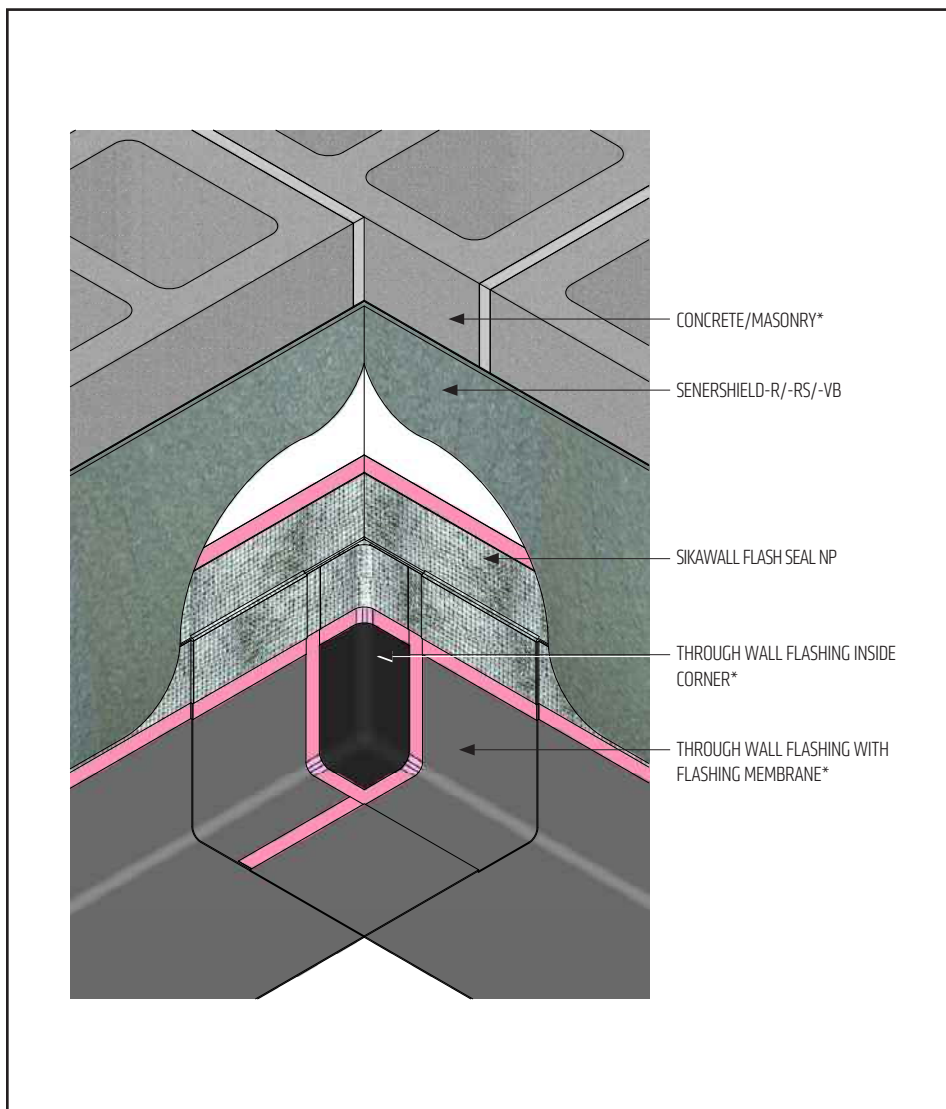 CONCRETE/MASONRY*
SENERSHIELD-R/-RS/-VB
SIKAWALL FLASH SEAL NP
THROUGH WALL FLASHING INSIDE
CORNER*
THROUGH WALL FLASHING WITH
FLASHING MEMBRANE*